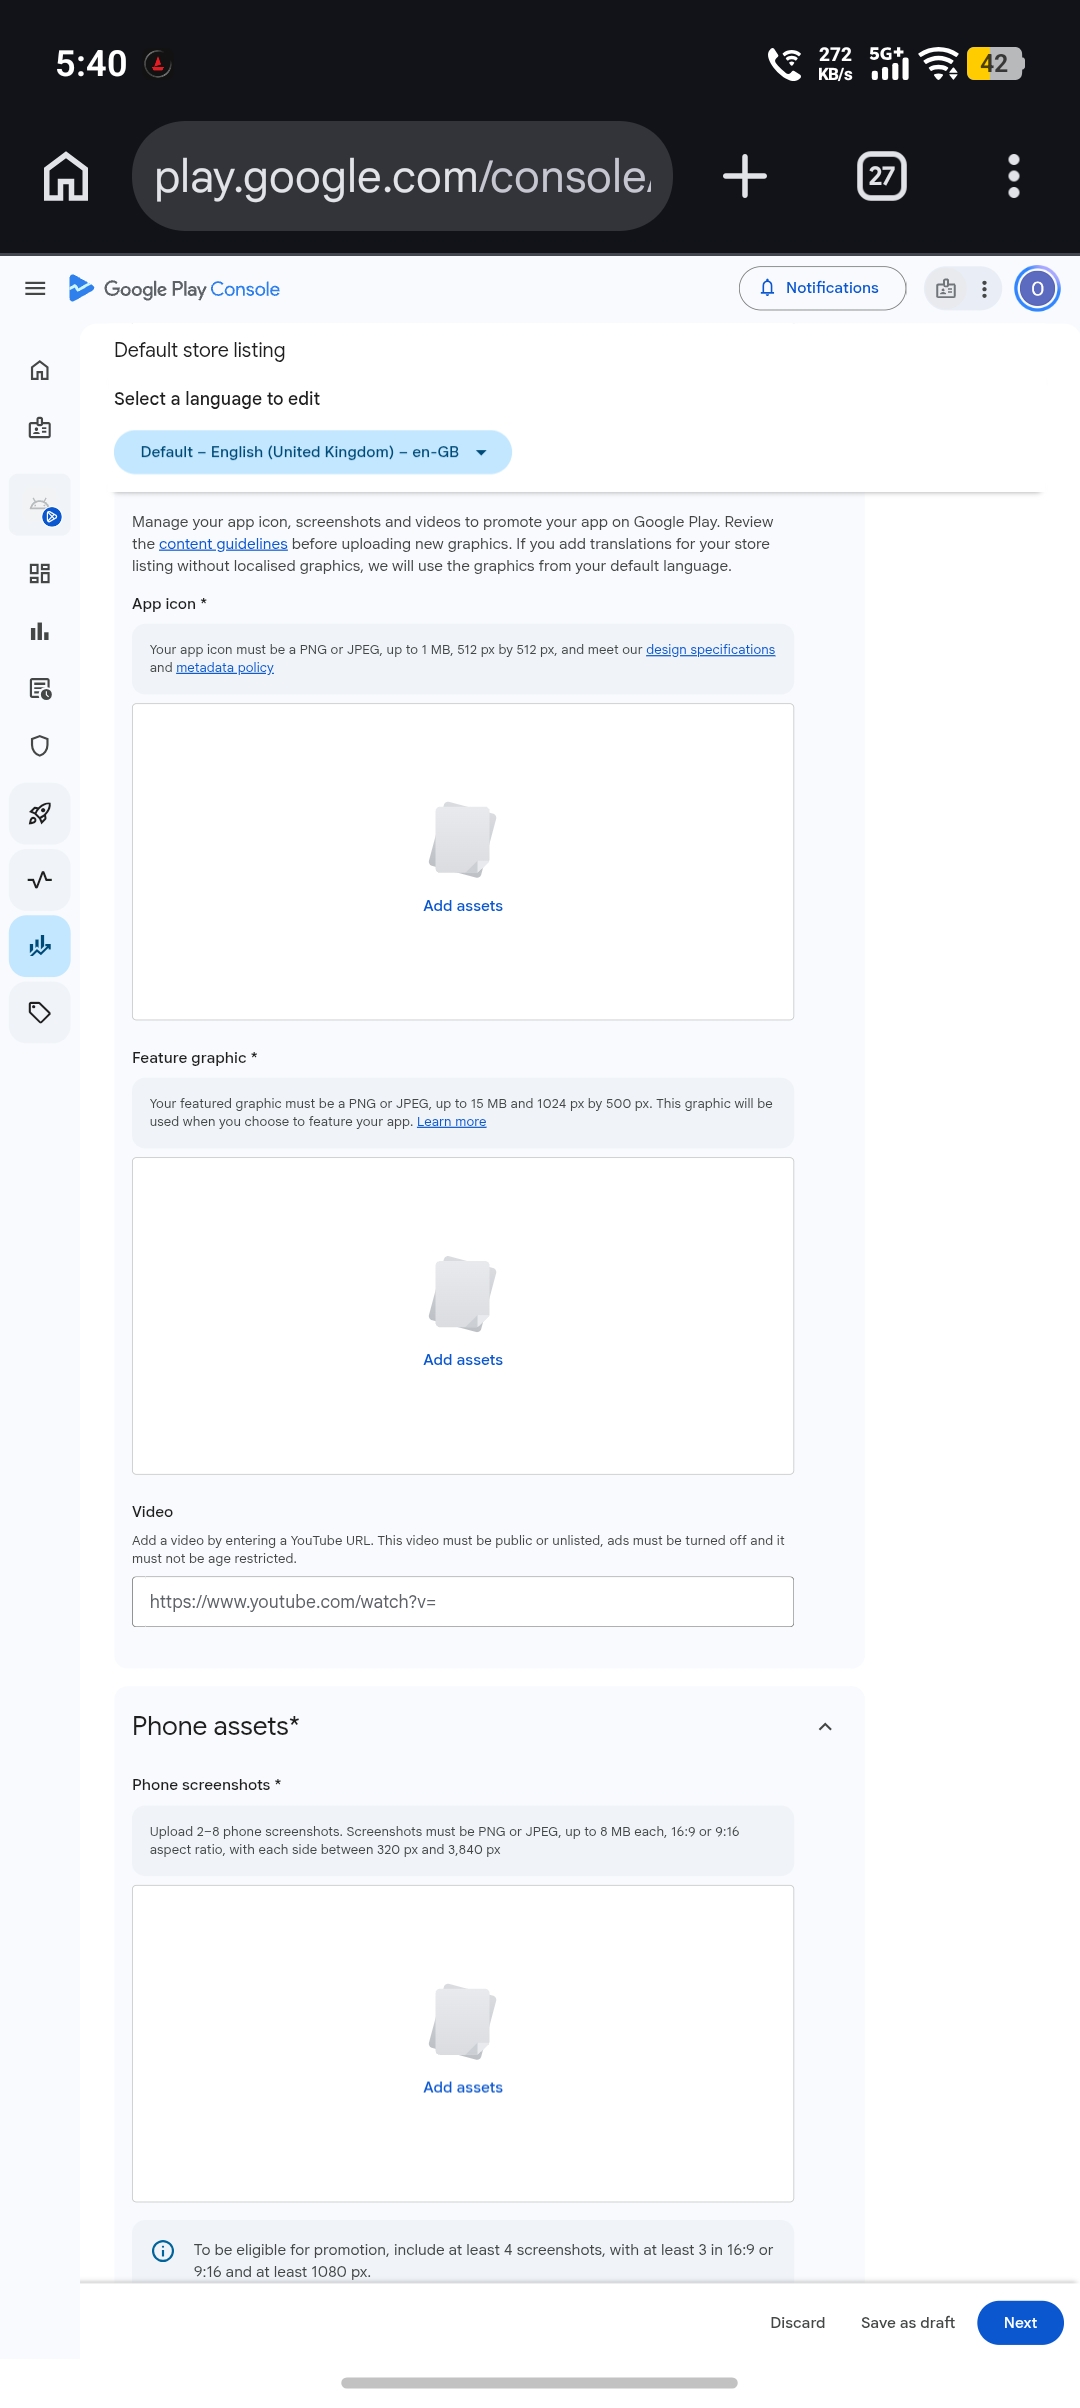 5:40
272
KB/s
5G+
42
play.google.com/console/
27
Google Play Console
Notifications
O
Default store listing
Select a language to edit
Default – English (United Kingdom) – en-GB
Manage your app icon, screenshots and videos to promote your app on Google Play. Review
the content guidelines before uploading new graphics. If you add translations for your store
listing without localised graphics, we will use the graphics from your default language.
App icon *
Your app icon must be a PNG or JPEG, up to 1 MB, 512 px by 512 px, and meet our design specifications
and metadata policy
Add assets
Feature graphic *
Your featured graphic must be a PNG or JPEG, up to 15 MB and 1024 px by 500 px. This graphic will be
used when you choose to feature your app. Learn more
Add assets
Video
Add a video by entering a YouTube URL. This video must be public or unlisted, ads must be turned off and it
must not be age restricted.
https://www.youtube.com/watch?v=
Phone assets*
Phone screenshots *
Upload 2–8 phone screenshots. Screenshots must be PNG or JPEG, up to 8 MB each, 16:9 or 9:16
aspect ratio, with each side between 320 px and 3,840 px
Add assets
To be eligible for promotion, include at least 4 screenshots, with at least 3 in 16:9 or
9:16 and at least 1080 px.
Discard
Save as draft
Next